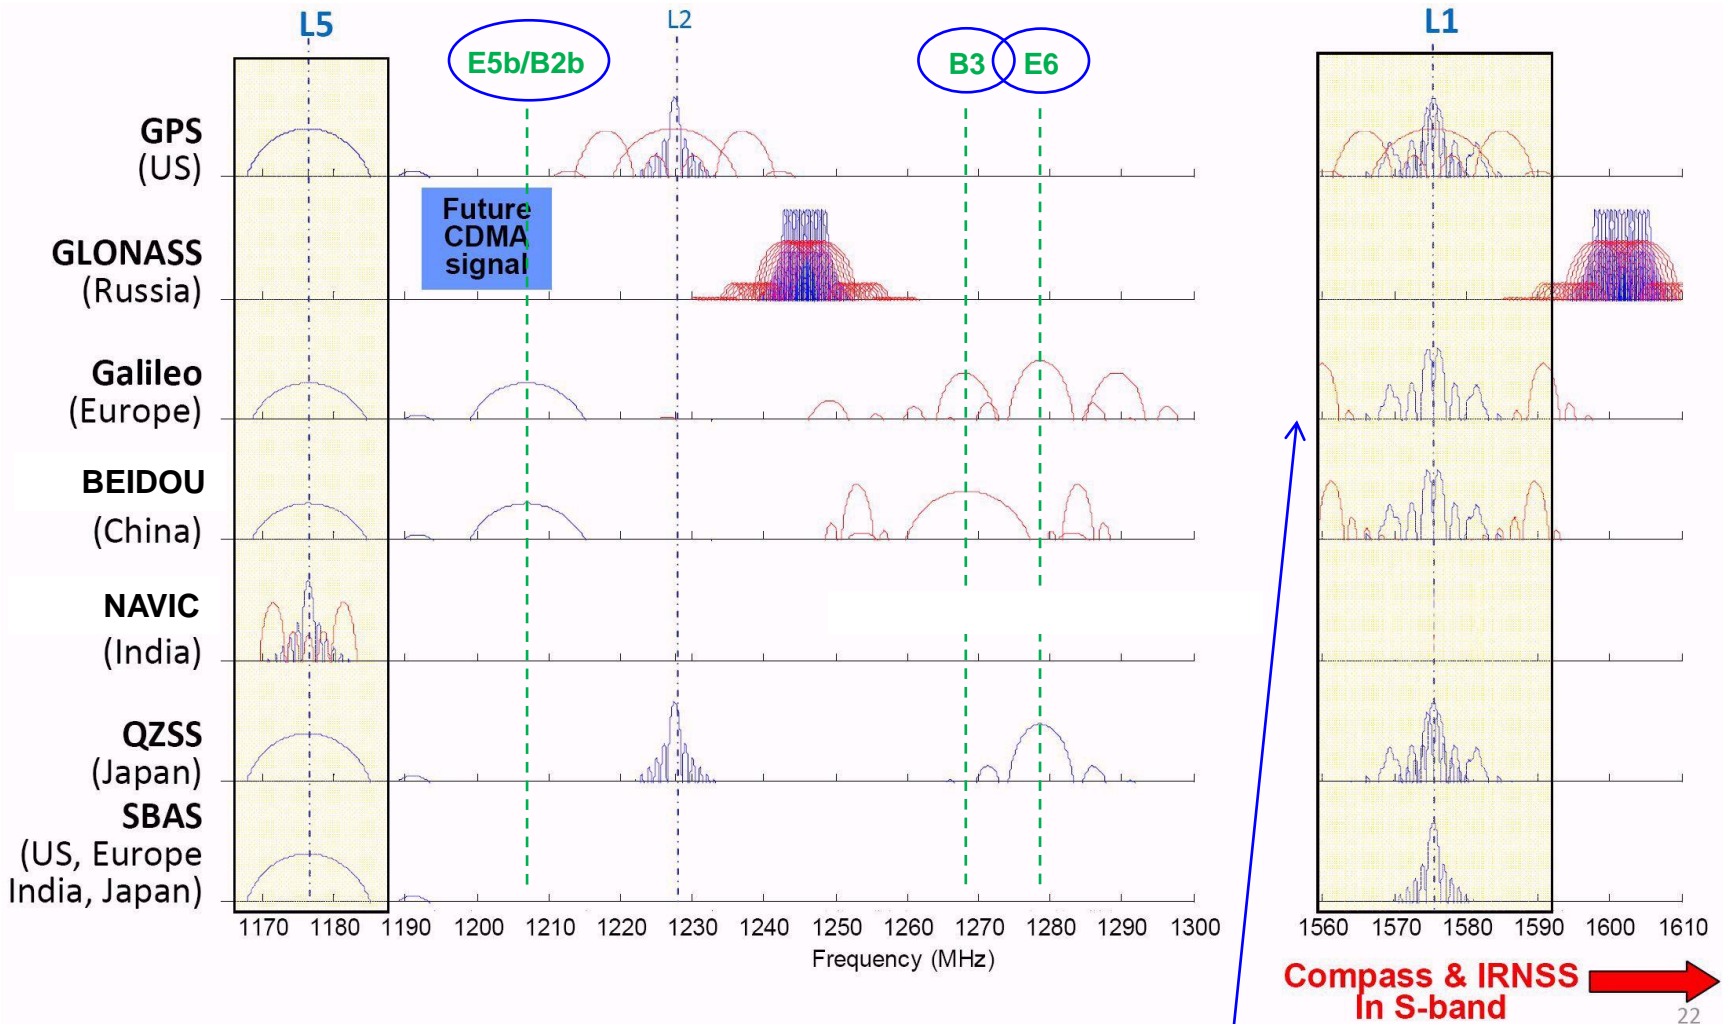 L5
L2
L1
E5b/B2b
B3
E6
GPS
(US)
Future
CDMA
signal
GLONASS
(Russia)
Galileo
(Europe)
BEIDOU
(China)
NAVIC
(India)
QZSS
(Japan)
SBAS
(US, Europe
India, Japan)
1170 1180 1190 1200 1210 1220 1230 1240 1250 1260 1270 1280 1290 1300 1560 1570 1580 1590 1600 1610
Frequency (MHz)
Compass & IRNSS
In S-band
22